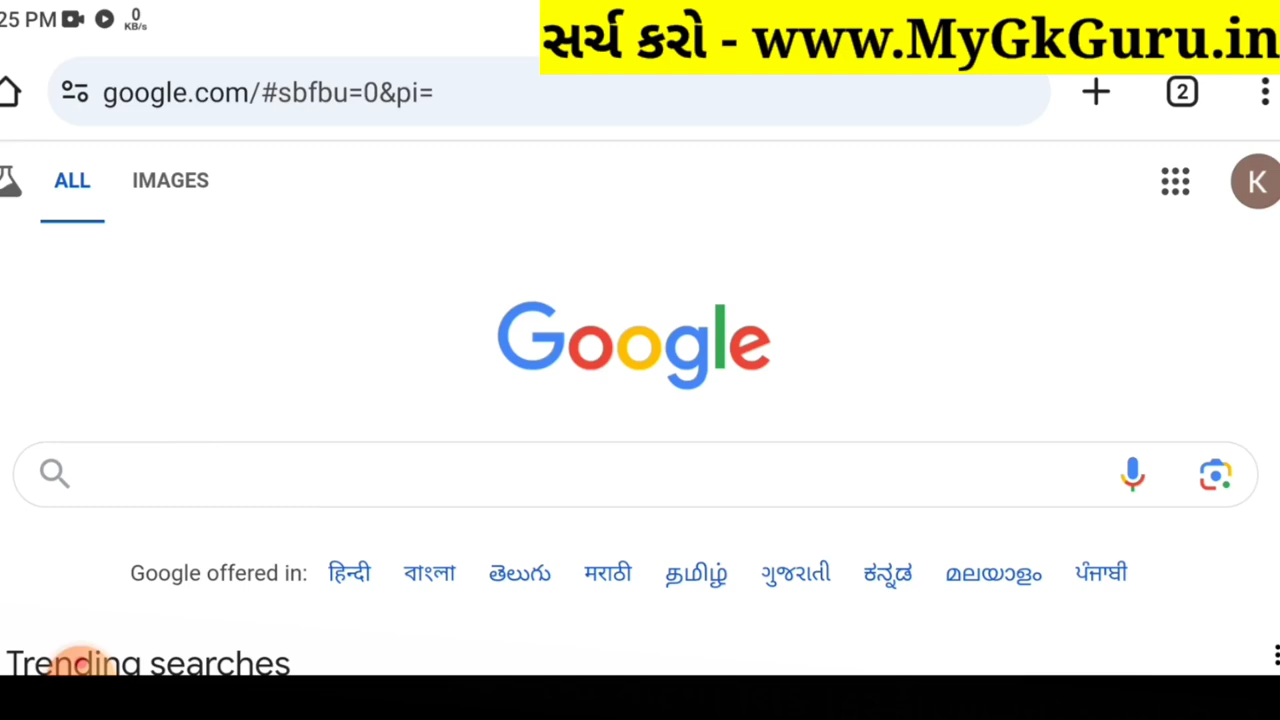 25 PM 0 KB/s
સર્ચ કરો - www.MyGkGuru.in
google.com/#sbfbu=0&pi=
2
ALL IMAGES
K
Google
Google offered in: हिन्दी বাংলা తెలుగు मराठी தமிழ் ગુજરાતી ಕನ್ನಡ മലയാളം ਪੰਜਾਬੀ
Trending searches